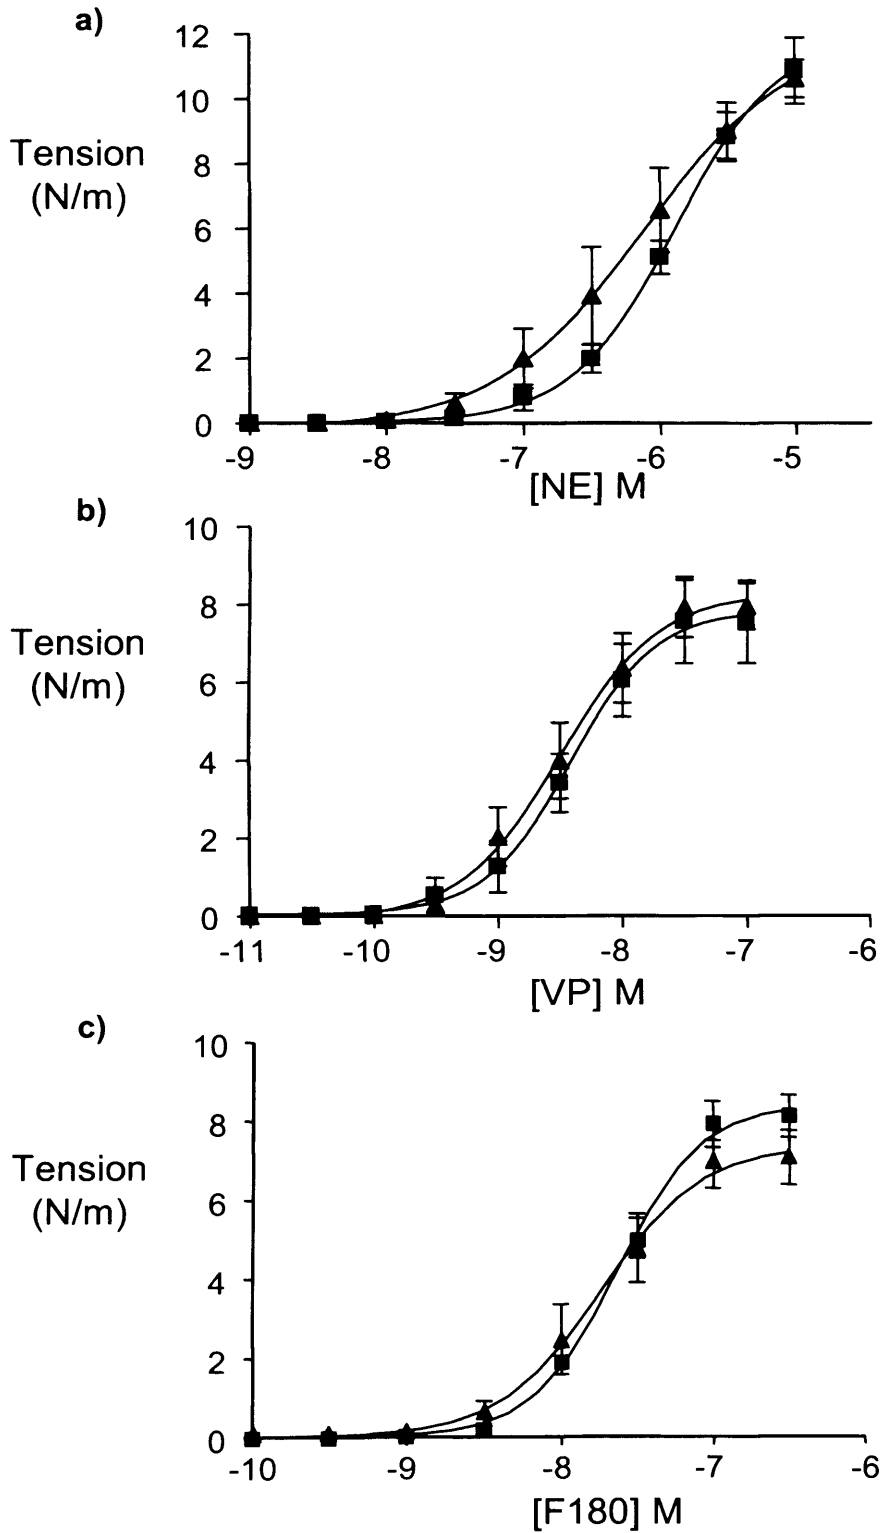 a)
12
10
8
6
4
2
0
Tension
(N/m)
-9 -8 -7 -6 -5
[NE] M
b)
10
8
6
4
2
0
Tension
(N/m)
-11 -10 -9 -8 -7 -6
[VP] M
c)
10
8
6
4
2
0
Tension
(N/m)
-10 -9 -8 -7 -6
[F180] M